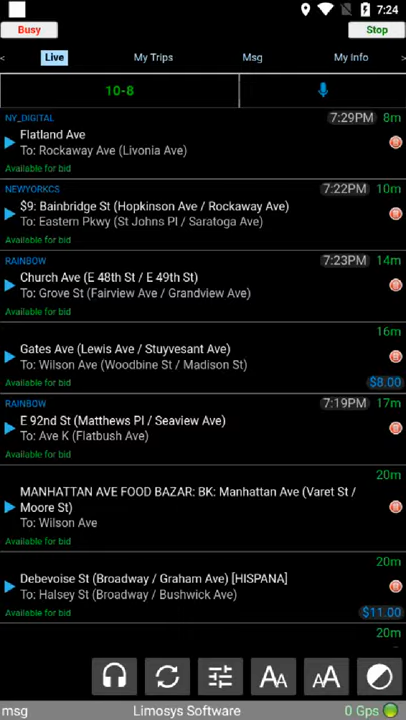 7:24
Busy
Stop
< Live My Trips Msg My Info >
10-8
NY_DIGITAL 7:29PM 8m
Flatland Ave
To: Rockaway Ave (Livonia Ave)
Available for bid
NEWYORKCS 7:22PM 10m
$9: Bainbridge St (Hopkinson Ave / Rockaway Ave)
To: Eastern Pkwy (St Johns Pl / Saratoga Ave)
Available for bid
RAINBOW 7:23PM 14m
Church Ave (E 48th St / E 49th St)
To: Grove St (Fairview Ave / Grandview Ave)
Available for bid
16m
Gates Ave (Lewis Ave / Stuyvesant Ave)
To: Wilson Ave (Woodbine St / Madison St)
Available for bid $8.00
RAINBOW 7:19PM 17m
E 92nd St (Matthews Pl / Seaview Ave)
To: Ave K (Flatbush Ave)
Available for bid
20m
MANHATTAN AVE FOOD BAZAR: BK: Manhattan Ave (Varet St /
Moore St)
To: Wilson Ave
Available for bid
20m
Debevoise St (Broadway / Graham Ave) [HISPANA]
To: Halsey St (Broadway / Bushwick Ave)
Available for bid $11.00
20m
AA AA
msg Limosys Software 0 Gps